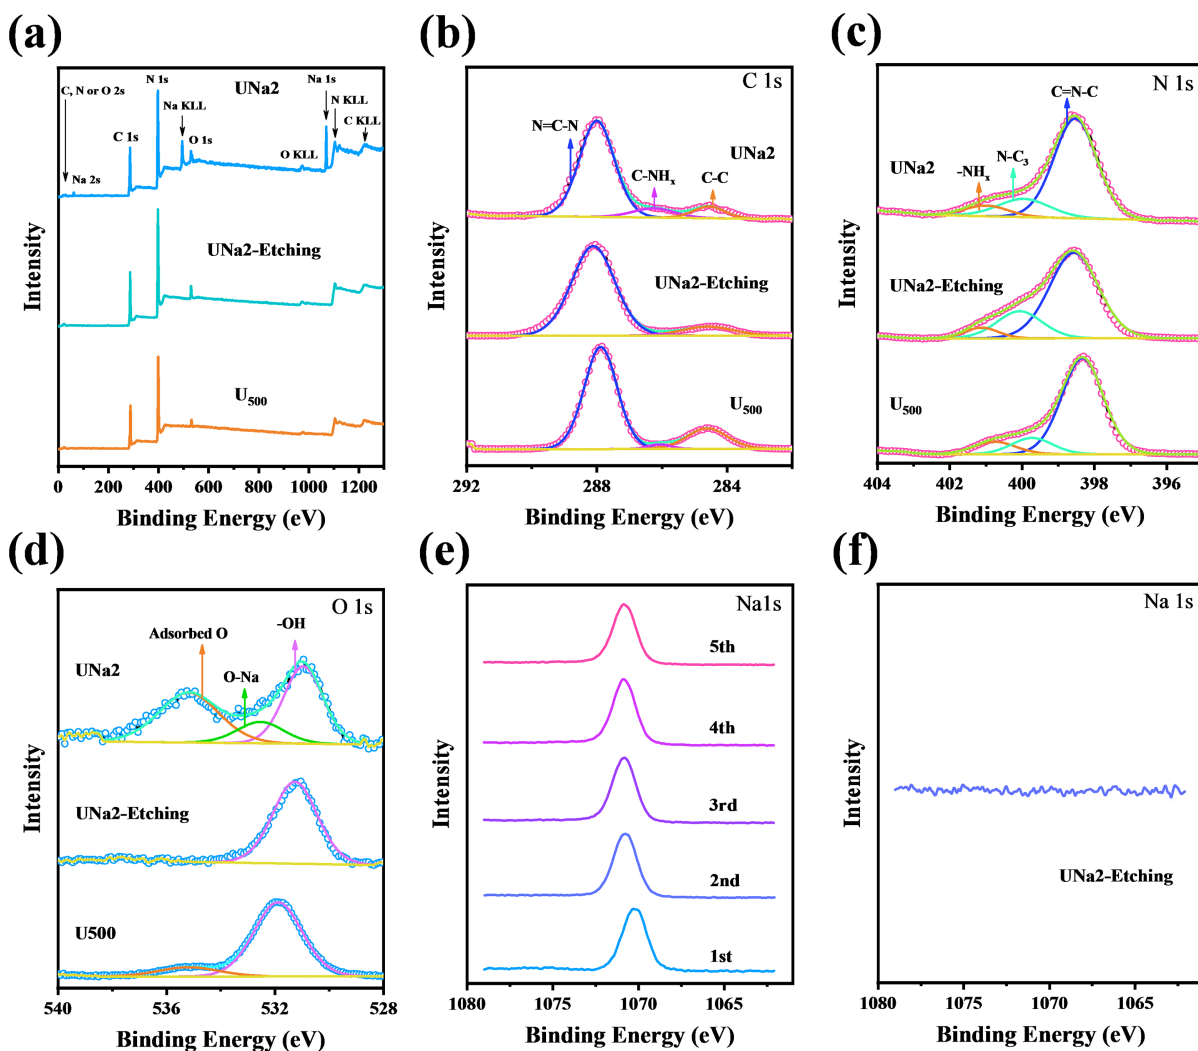 (a)
C, N or O 2s
Na 2s
C 1s
N 1s
Na KLL
O 1s
UNa2
O KLL
Na 1s
N KLL
C KLL
UNa2-Etching
U500
Intensity
0 200 400 600 800 1000 1200
Binding Energy (eV)
(b)
C 1s
N=C-N
C-NHx
C-C
UNa2
UNa2-Etching
U500
Intensity
292 288 284
Binding Energy (eV)
(c)
N 1s
C=N-C
N-C3
-NHx
UNa2
UNa2-Etching
U500
Intensity
404 402 400 398 396
Binding Energy (eV)
(d)
O 1s
Adsorbed O
-OH
O-Na
UNa2
UNa2-Etching
U500
Intensity
540 535 531 528
Binding Energy (eV)
(e)
Na1s
5th
4th
3rd
2nd
1st
Intensity
1080 1075 1070 1065
Binding Energy (eV)
(f)
Na 1s
UNa2-Etching
Intensity
1080 1075 1070 1065
Binding Energy (eV)